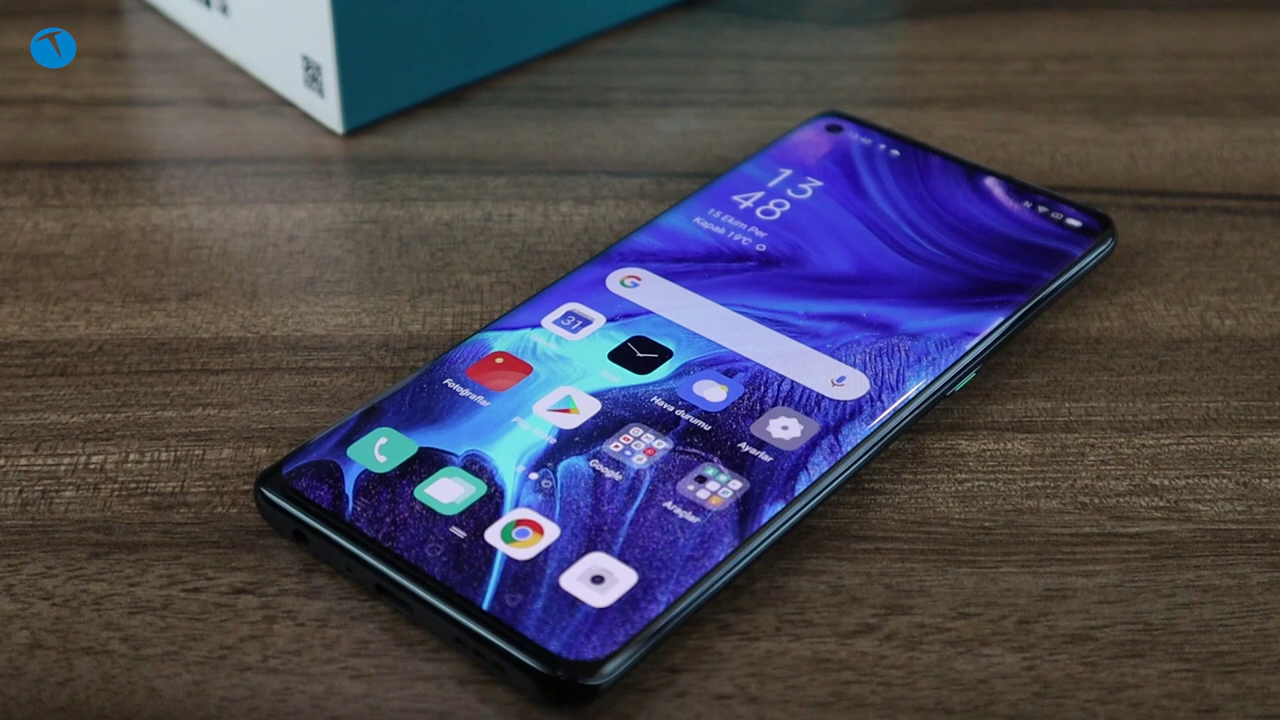 13
48
15 Ekim Per
Kapalı 19°C
31
Fotoğraflar
Hava durumu
Ayarlar
Google
Araçlar